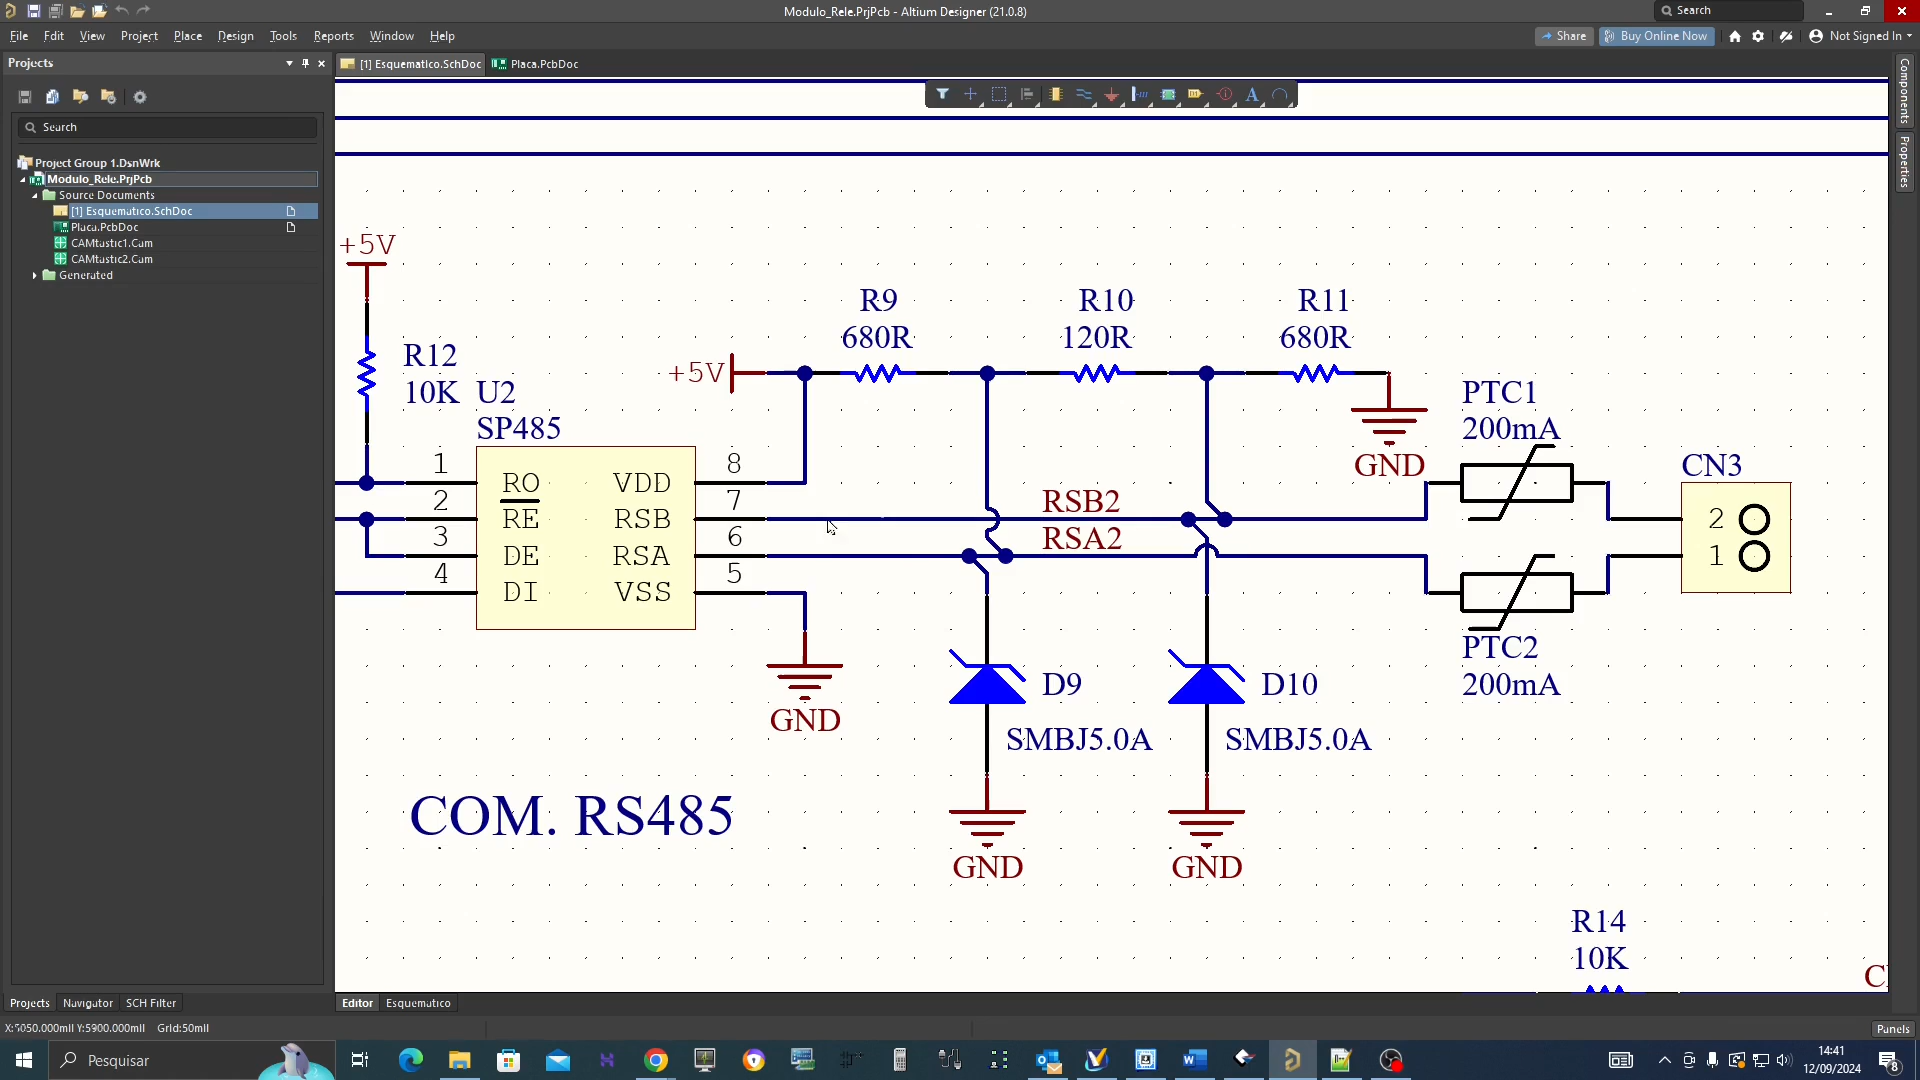 Modulo_Rele.PrjPcb - Altium Designer (21.0.8)
Search
File Edit View Project Place Design Tools Reports Window Help
Share
Buy Online Now
Not Signed In
Projects
[1] Esquematico.SchDoc
Placa.PcbDoc
Search
Project Group 1.DsnWrk
Modulo_Rele.PrjPcb
Source Documents
[1] Esquematico.SchDoc
Placa.PcbDoc
CAMtastic1.Cam
CAMtastic2.Cam
Generated
Components
Properties
+5V
R12
10K
U2
SP485
+5V
R9
680R
R10
120R
R11
680R
GND
PTC1
200mA
CN3
1 RO VDD 8
2 RE RSB 7
3 DE RSA 6
4 DI VSS 5
RSB2
RSA2
2
1
PTC2
200mA
GND
D9
SMBJ5.0A
D10
SMBJ5.0A
GND
GND
COM. RS485
R14
10K
Projects Navigator SCH Filter
Editor Esquematico
X:5050.000mil Y:5900.000mil Grid:50mil
Panels
Pesquisar
14:41
12/09/2024
8